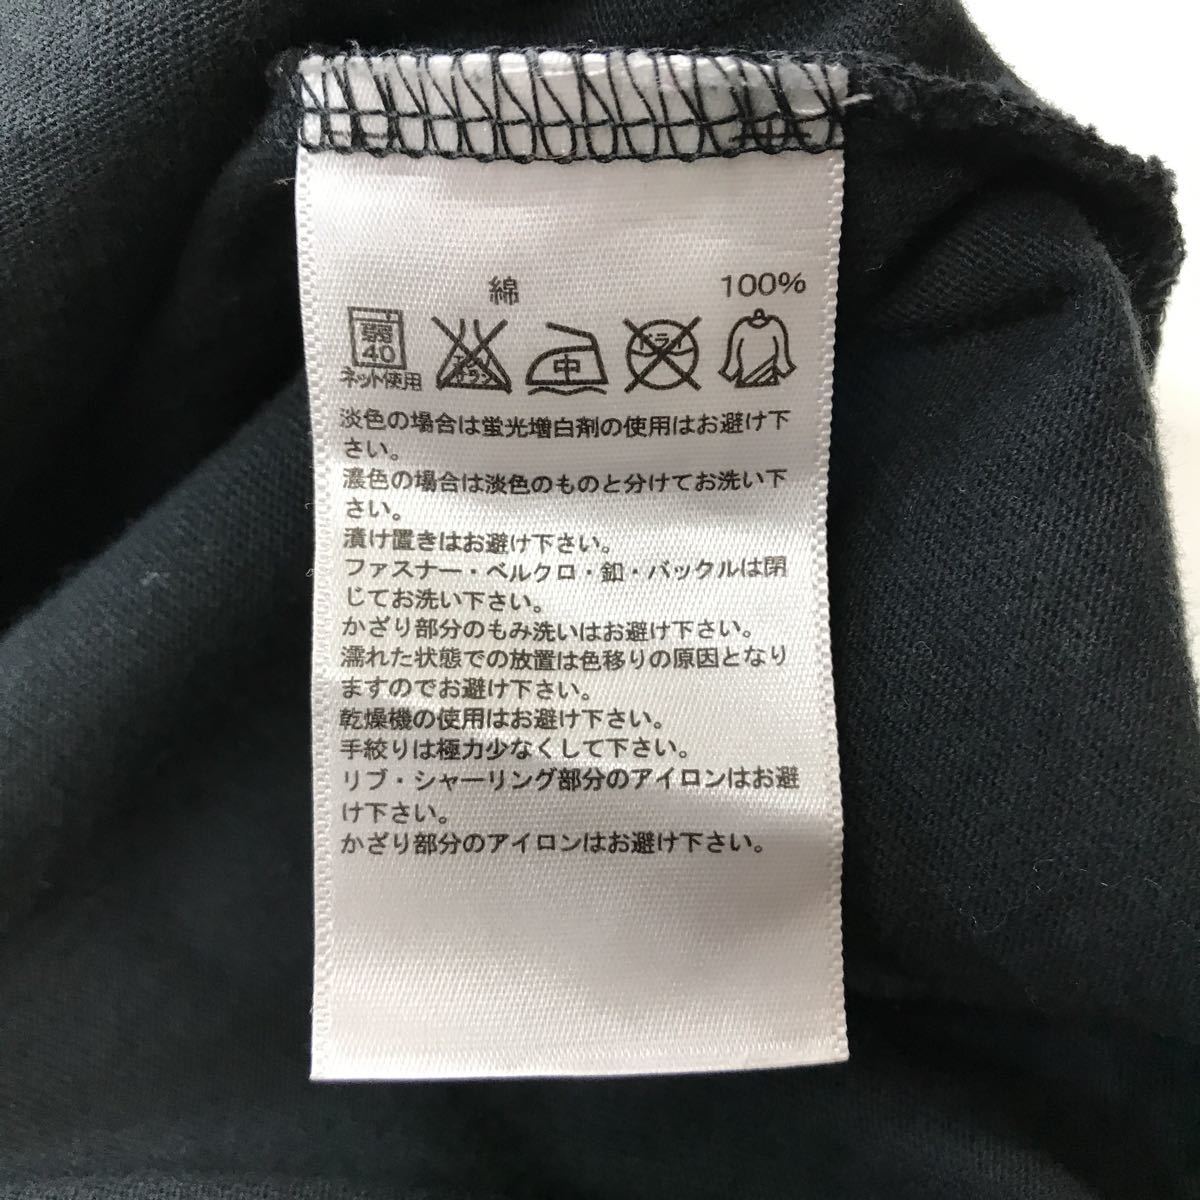 綿 100%
弱 40 エンソサラシ 中 ドライ
ネット使用
淡色の場合は蛍光増白剤の使用はお避け下
さい。
濃色の場合は淡色のものと分けてお洗い下
さい。
漬け置きはお避け下さい。
ファスナー・ベルクロ・釦・バックルは閉
じてお洗い下さい。
かざり部分のもみ洗いはお避け下さい。
濡れた状態での放置は色移りの原因となり
ますのでお避け下さい。
乾燥機の使用はお避け下さい。
手絞りは極力少なくして下さい。
リブ・シャーリング部分のアイロンはお避
け下さい。
かざり部分のアイロンはお避け下さい。